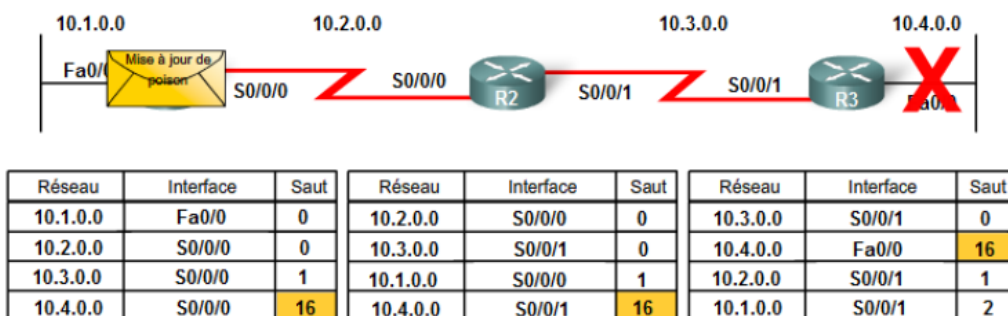 10.1.0.0 10.2.0.0 10.3.0.0 10.4.0.0
Mise à jour de
poison
Fa0/0 S0/0/0 S0/0/0 R2 S0/0/1 S0/0/1 R3 Fa0/0
Réseau Interface Saut Réseau Interface Saut Réseau Interface Saut
10.1.0.0 Fa0/0 0 10.2.0.0 S0/0/0 0 10.3.0.0 S0/0/1 0
10.2.0.0 S0/0/0 0 10.3.0.0 S0/0/1 0 10.4.0.0 Fa0/0 16
10.3.0.0 S0/0/0 1 10.1.0.0 S0/0/0 1 10.2.0.0 S0/0/1 1
10.4.0.0 S0/0/0 16 10.4.0.0 S0/0/1 16 10.1.0.0 S0/0/1 2